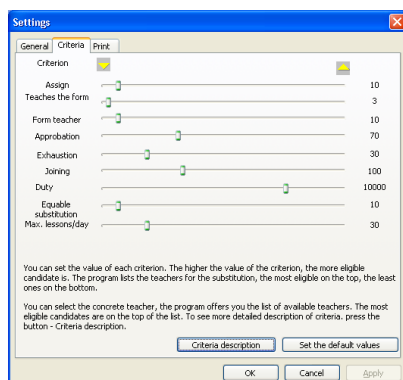 Settings
General Criteria Print
Criterion
Assign 10
Teaches the form 3
Form teacher 10
Approbation 70
Exhaustion 30
Joining 100
Duty 10000
Equable
substitution 10
Max. lessons/day 30
You can set the value of each criterion. The higher the value of the criterion, the more eligible
candidate is. The program lists the teachers for the substitution, the most eligible on the top, the least
ones on the bottom.
You can select the concrete teacher, the program offers you the list of available teachers. The most
eligible candidates are on the top of the list. To see more detailed description of criteria. press the
button - Criteria description.
Criteria description Set the default values
OK Cancel Apply